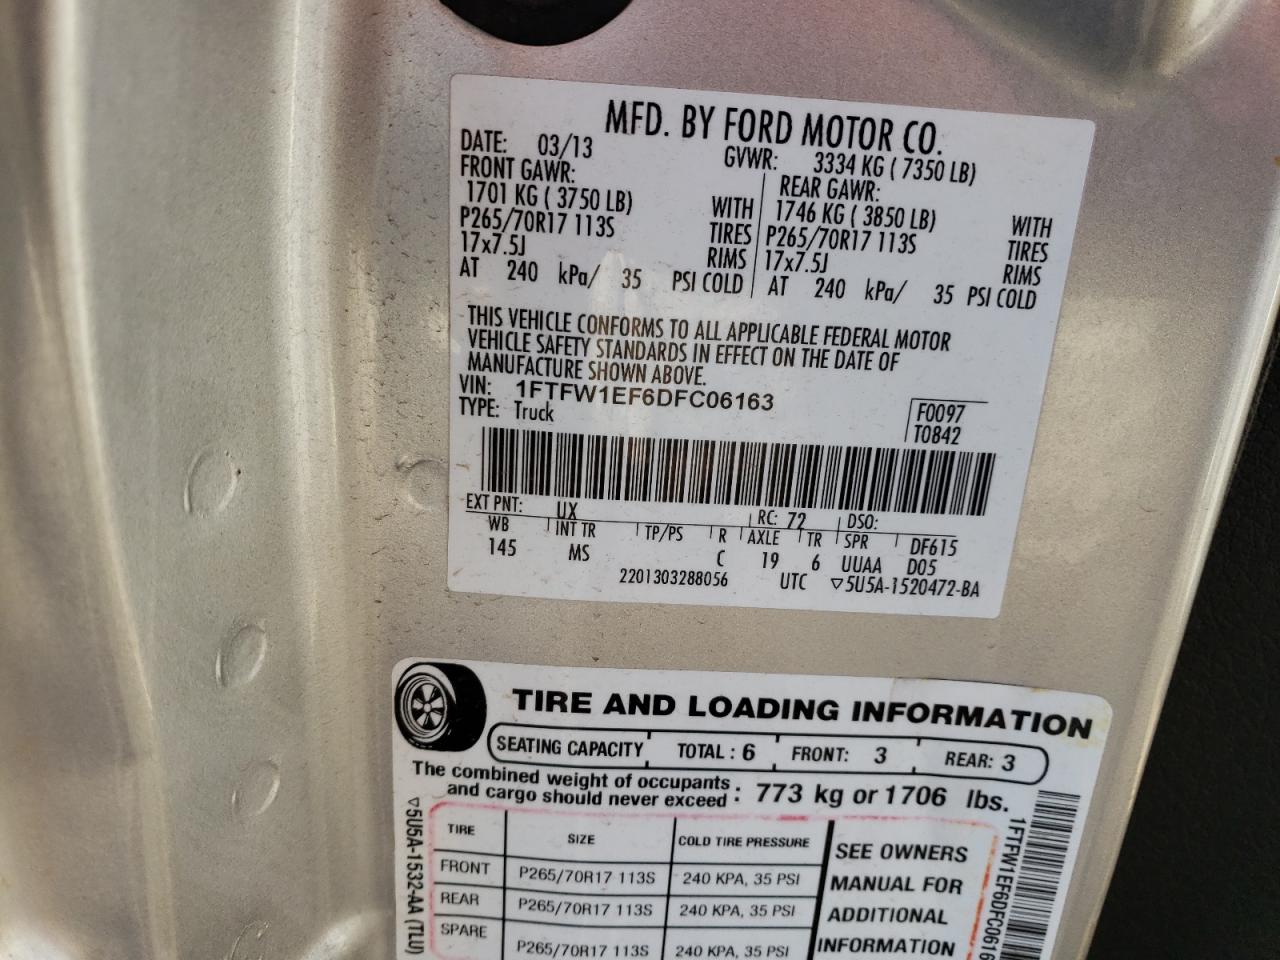 MFD. BY FORD MOTOR CO.
DATE: 03/13 GVWR: 3334 KG ( 7350 LB)
FRONT GAWR: REAR GAWR:
1701 KG ( 3750 LB) WITH 1746 KG ( 3850 LB) WITH
P265/70R17 113S TIRES P265/70R17 113S TIRES
17x7.5J RIMS 17x7.5J RIMS
AT 240 kPa/ 35 PSI COLD AT 240 kPa/ 35 PSI COLD
THIS VEHICLE CONFORMS TO ALL APPLICABLE FEDERAL MOTOR
VEHICLE SAFETY STANDARDS IN EFFECT ON THE DATE OF
MANUFACTURE SHOWN ABOVE.
VIN: 1FTFW1EF6DFC06163
TYPE: Truck
F0097
T0842
EXT PNT: UX RC: 72 DSO:
WB INT TR TP/PS R AXLE TR SPR DF615
145 MS C 19 6 UUAA D05
2201303288056 UTC ▽5U5A-1520472-BA
TIRE AND LOADING INFORMATION
SEATING CAPACITY TOTAL : 6 FRONT: 3 REAR: 3
The combined weight of occupants
and cargo should never exceed : 773 kg or 1706 lbs.
TIRE SIZE COLD TIRE PRESSURE
FRONT P265/70R17 113S 240 KPA, 35 PSI
REAR P265/70R17 113S 240 KPA, 35 PSI
SPARE P265/70R17 113S 240 KPA, 35 PSI
SEE OWNERS
MANUAL FOR
ADDITIONAL
INFORMATION
▽5U5A-1532-AA (TLU)
1FTFW1EF6DFC0616